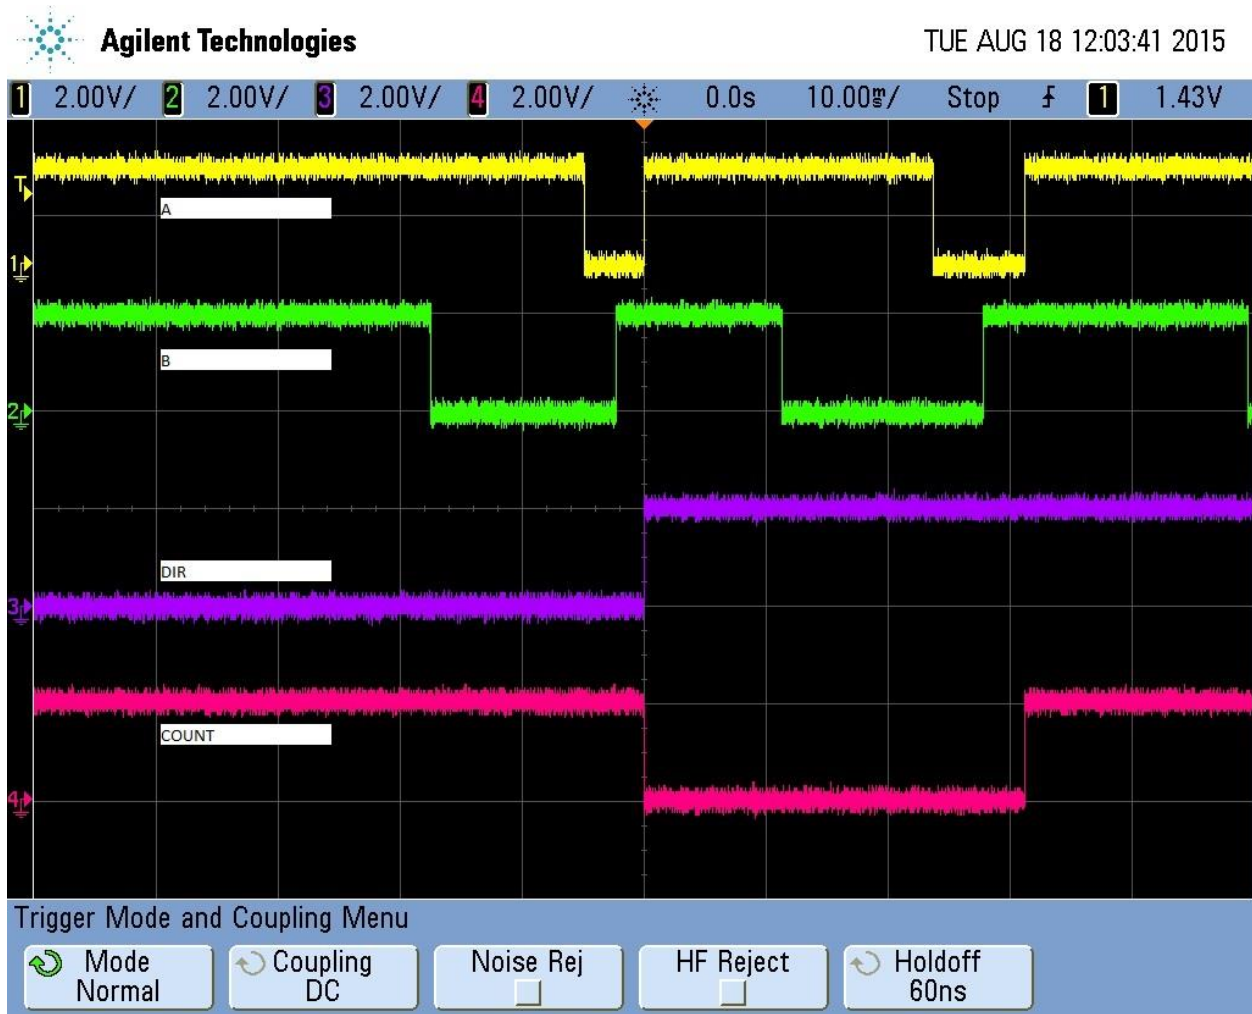 Agilent Technologies
TUE AUG 18 12:03:41 2015
1 2.00V/ 2 2.00V/ 3 2.00V/ 4 2.00V/ 0.0s 10.00ms/ Stop 1 1.43V
T
A
1
B
2
DIR
3
COUNT
4
Trigger Mode and Coupling Menu
Mode Coupling Noise Rej HF Reject Holdoff
Normal DC 60ns